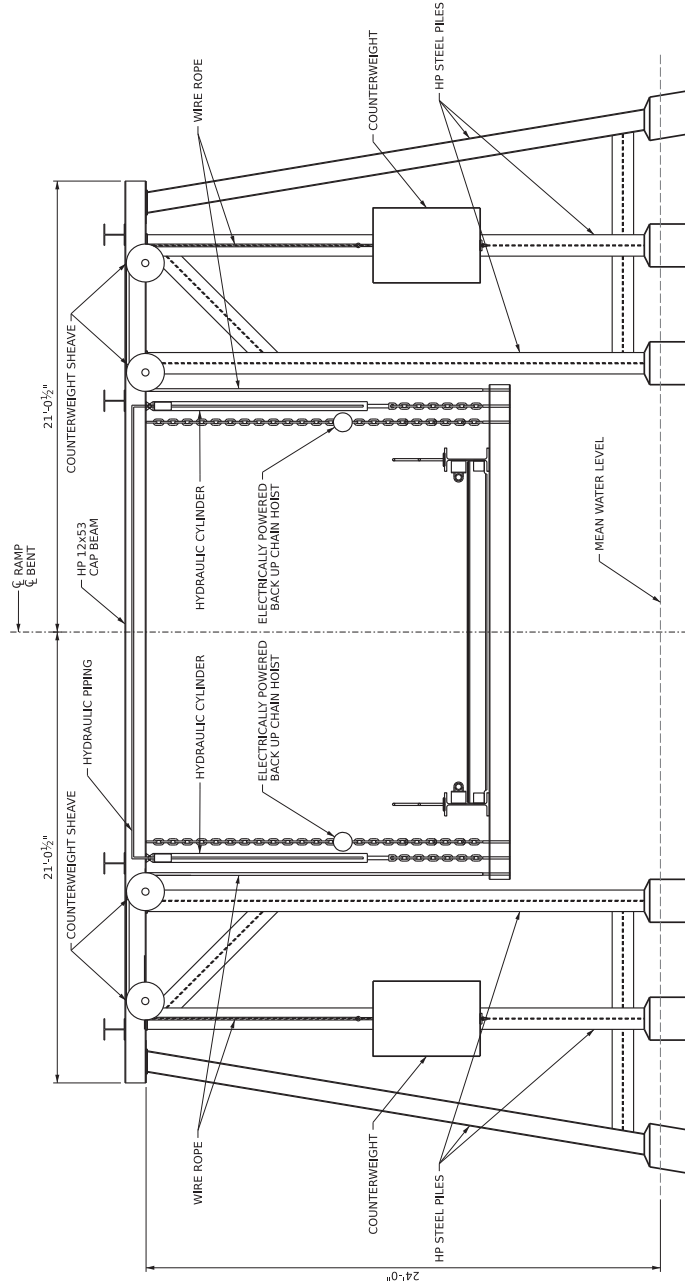 ℄ RAMP
℄ BENT
21'-0½"
21'-0½"
COUNTERWEIGHT SHEAVE
HYDRAULIC PIPING
HP 12x53
CAP BEAM
COUNTERWEIGHT SHEAVE
WIRE ROPE
HYDRAULIC CYLINDER
HYDRAULIC CYLINDER
WIRE ROPE
ELECTRICALLY POWERED
BACK UP CHAIN HOIST
ELECTRICALLY POWERED
BACK UP CHAIN HOIST
COUNTERWEIGHT
COUNTERWEIGHT
24'-0"
HP STEEL PILES
HP STEEL PILES
MEAN WATER LEVEL